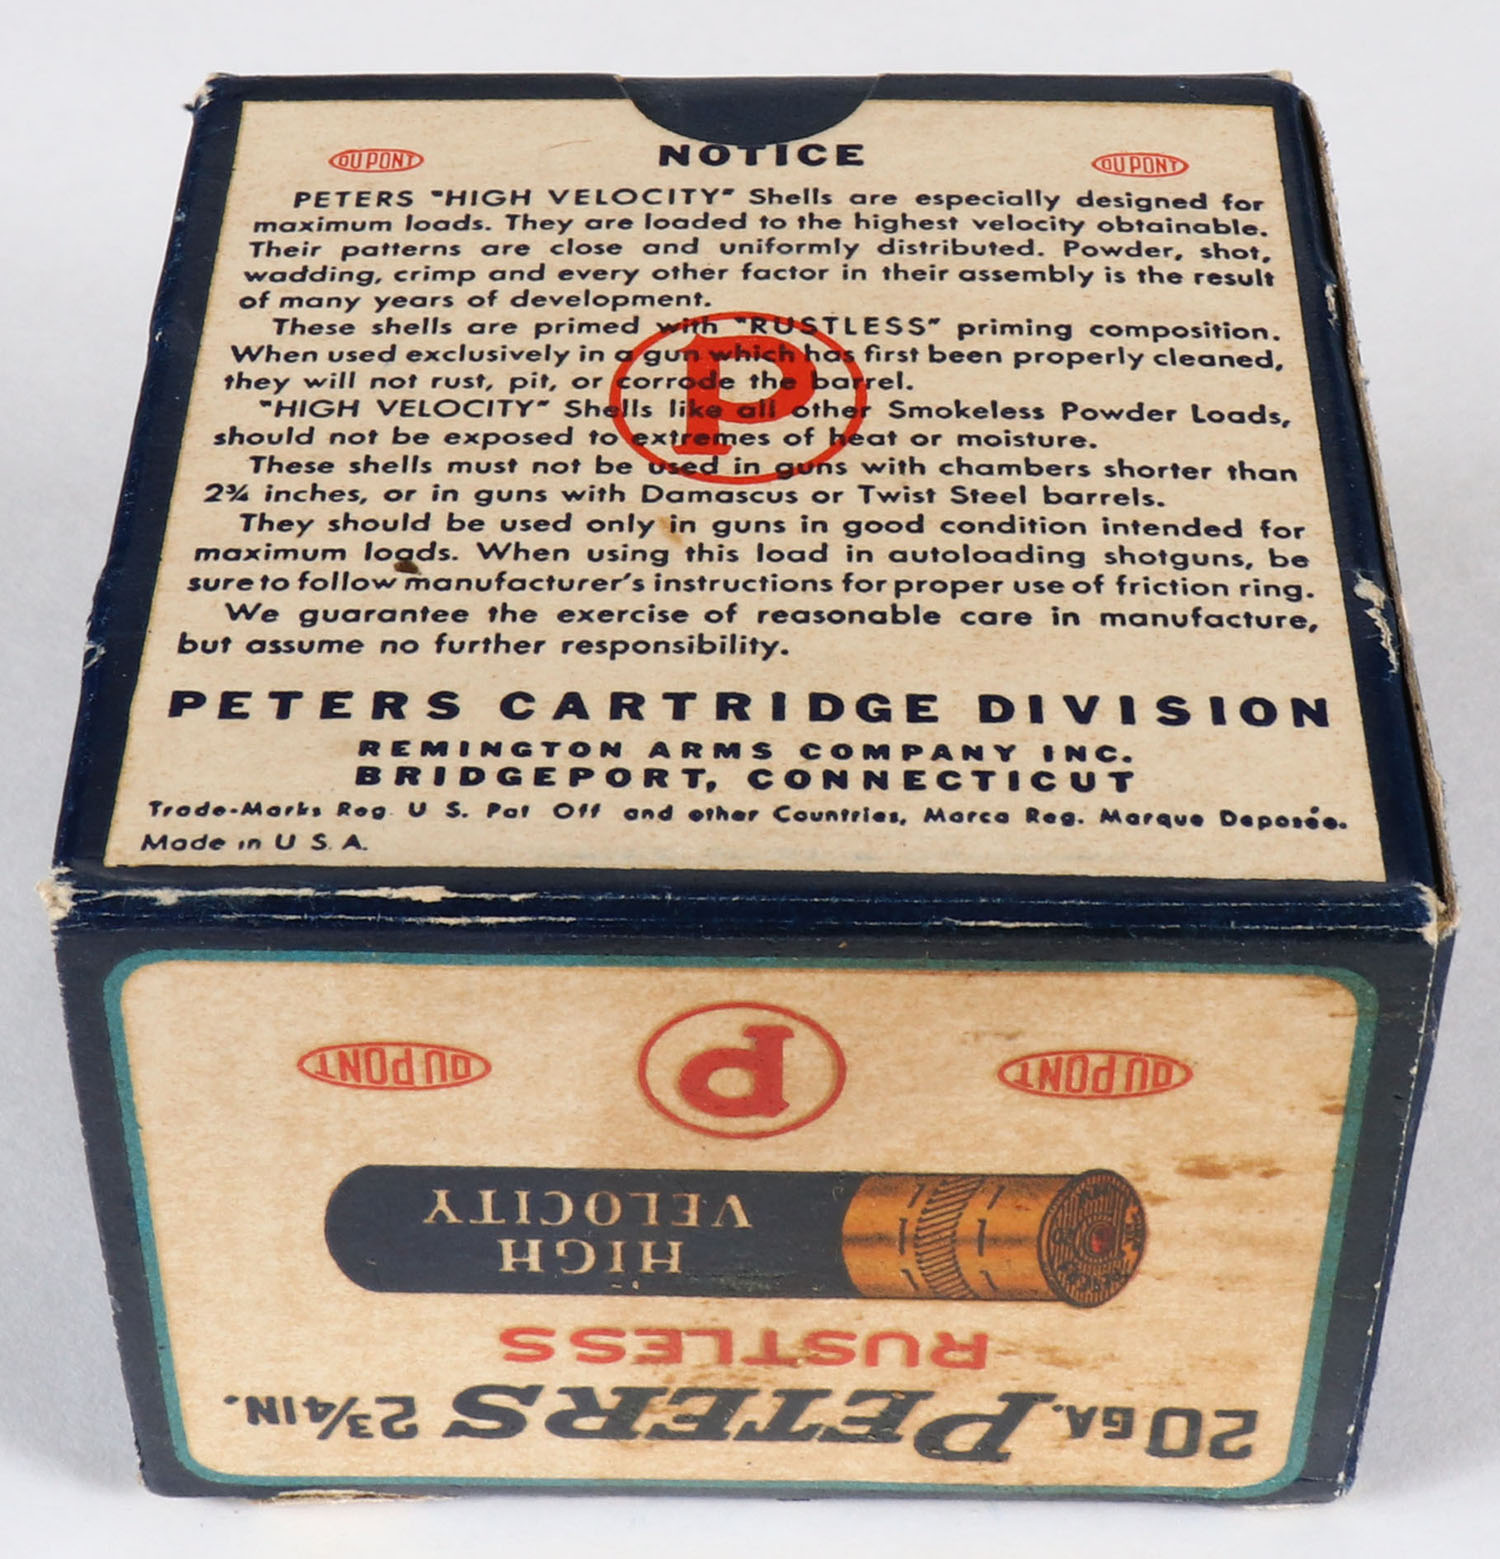 DU PONT NOTICE DU PONT
PETERS "HIGH VELOCITY" Shells are especially designed for
maximum loads. They are loaded to the highest velocity obtainable.
Their patterns are close and uniformly distributed. Powder, shot,
wadding, crimp and every other factor in their assembly is the result
of many years of development.
These shells are primed with "RUSTLESS" priming composition.
When used exclusively in a gun which has first been properly cleaned,
they will not rust, pit, or corrode the barrel.
"HIGH VELOCITY" Shells like all other Smokeless Powder Loads,
should not be exposed to extremes of heat or moisture.
These shells must not be used in guns with chambers shorter than
2¾ inches, or in guns with Damascus or Twist Steel barrels.
They should be used only in guns in good condition intended for
maximum loads. When using this load in autoloading shotguns, be
sure to follow manufacturer's instructions for proper use of friction ring.
We guarantee the exercise of reasonable care in manufacture,
but assume no further responsibility.
P
PETERS CARTRIDGE DIVISION
REMINGTON ARMS COMPANY INC.
BRIDGEPORT, CONNECTICUT
Trade-Marks Reg U S. Pat Off and other Countries, Marca Reg. Marque Deposée.
Made in U S. A.
20 GA. PETERS 2¾ IN.
RUSTLESS
HIGH
VELOCITY
DU PONT P DU PONT